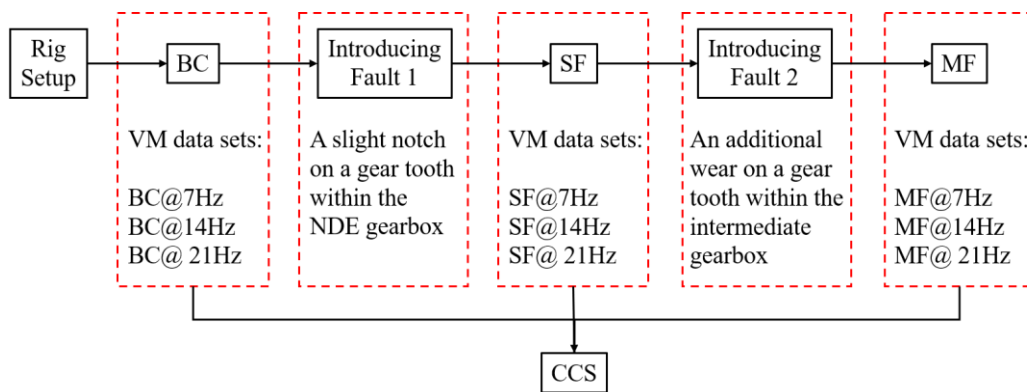 Rig
Setup
BC
VM data sets:
BC@7Hz
BC@14Hz
BC@ 21Hz
Introducing
Fault 1
A slight notch
on a gear tooth
within the
NDE gearbox
SF
VM data sets:
SF@7Hz
SF@14Hz
SF@ 21Hz
Introducing
Fault 2
An additional
wear on a gear
tooth within the
intermediate
gearbox
MF
VM data sets:
MF@7Hz
MF@14Hz
MF@ 21Hz
CCS